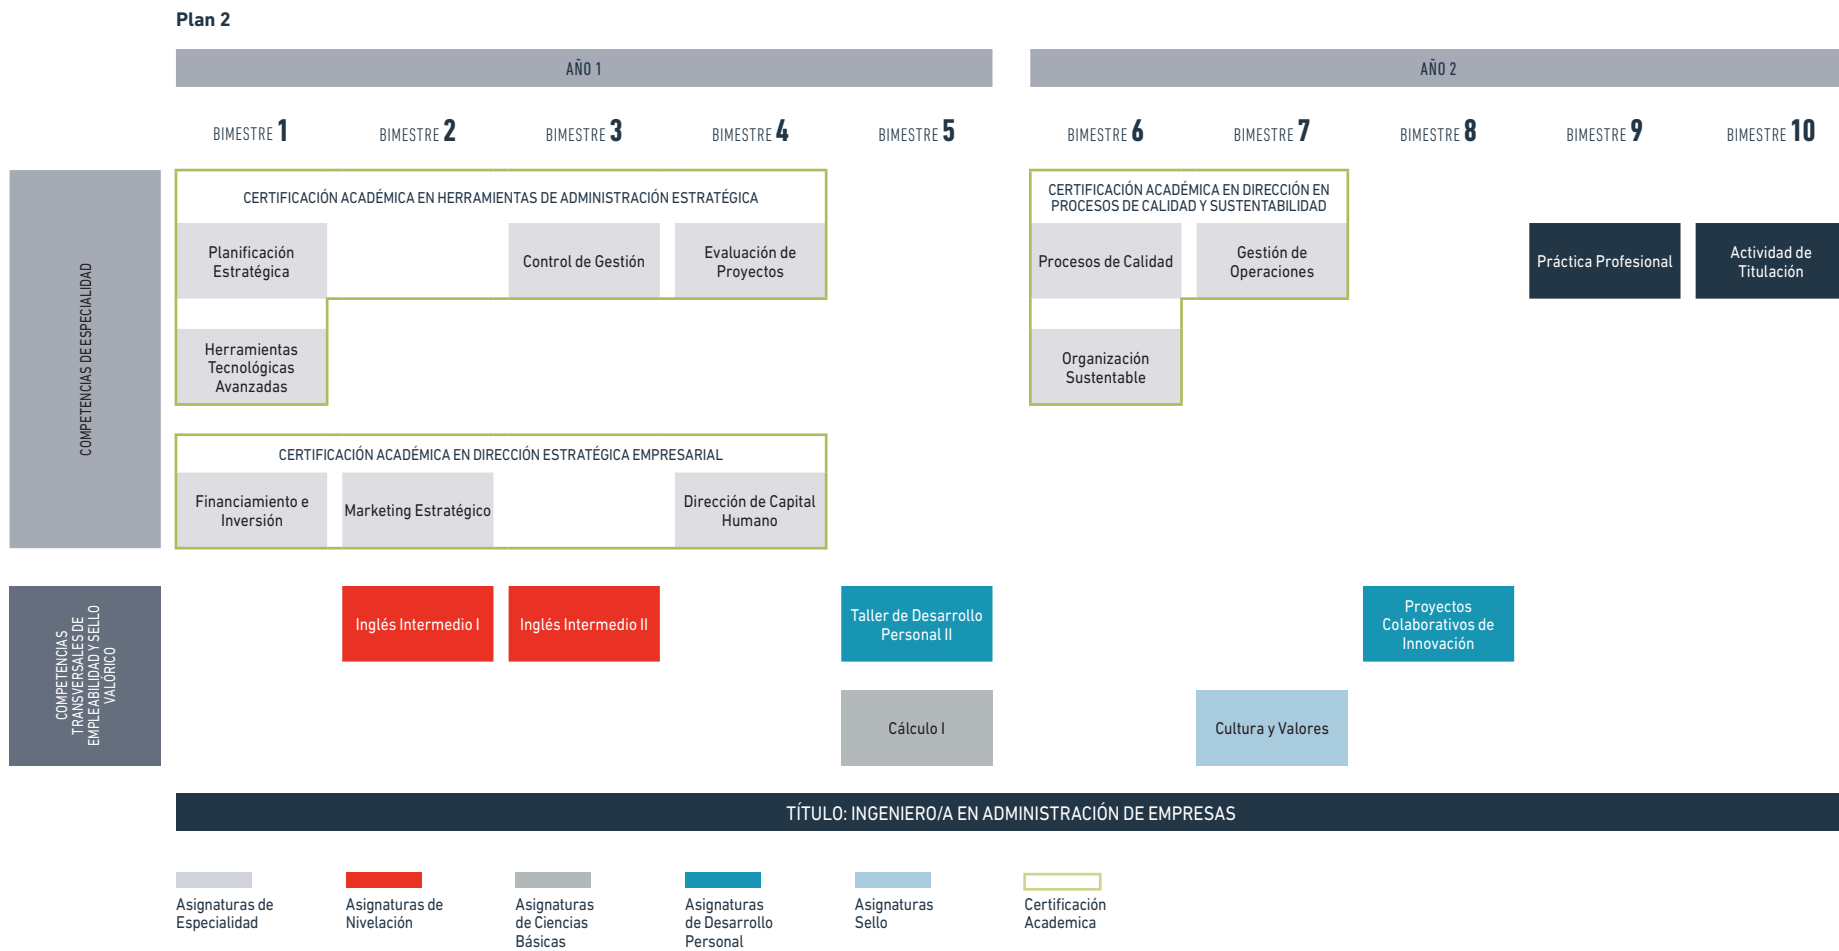 Plan 2
AÑO 1
AÑO 2
BIMESTRE 1
BIMESTRE 2
BIMESTRE 3
BIMESTRE 4
BIMESTRE 5
BIMESTRE 6
BIMESTRE 7
BIMESTRE 8
BIMESTRE 9
BIMESTRE 10
COMPETENCIAS DE ESPECIALIDAD
CERTIFICACIÓN ACADÉMICA EN HERRAMIENTAS DE ADMINISTRACIÓN ESTRATÉGICA
CERTIFICACIÓN ACADÉMICA EN DIRECCIÓN EN
PROCESOS DE CALIDAD Y SUSTENTABILIDAD
Planificación
Estratégica
Control de Gestión
Evaluación de
Proyectos
Procesos de Calidad
Gestión de
Operaciones
Práctica Profesional
Actividad de
Titulación
Herramientas
Tecnológicas
Avanzadas
Organización
Sustentable
CERTIFICACIÓN ACADÉMICA EN DIRECCIÓN ESTRATÉGICA EMPRESARIAL
Financiamiento e
Inversión
Marketing Estratégico
Dirección de Capital
Humano
COMPETENCIAS
TRANSVERSALES DE
EMPLEABILIDAD Y SELLO
VALÓRICO
Inglés Intermedio I
Inglés Intermedio II
Taller de Desarrollo
Personal II
Proyectos
Colaborativos de
Innovación
Cálculo I
Cultura y Valores
TÍTULO: INGENIERO/A EN ADMINISTRACIÓN DE EMPRESAS
Asignaturas de
Especialidad
Asignaturas de
Nivelación
Asignaturas
de Ciencias
Básicas
Asignaturas
de Desarrollo
Personal
Asignaturas
Sello
Certificación
Academica